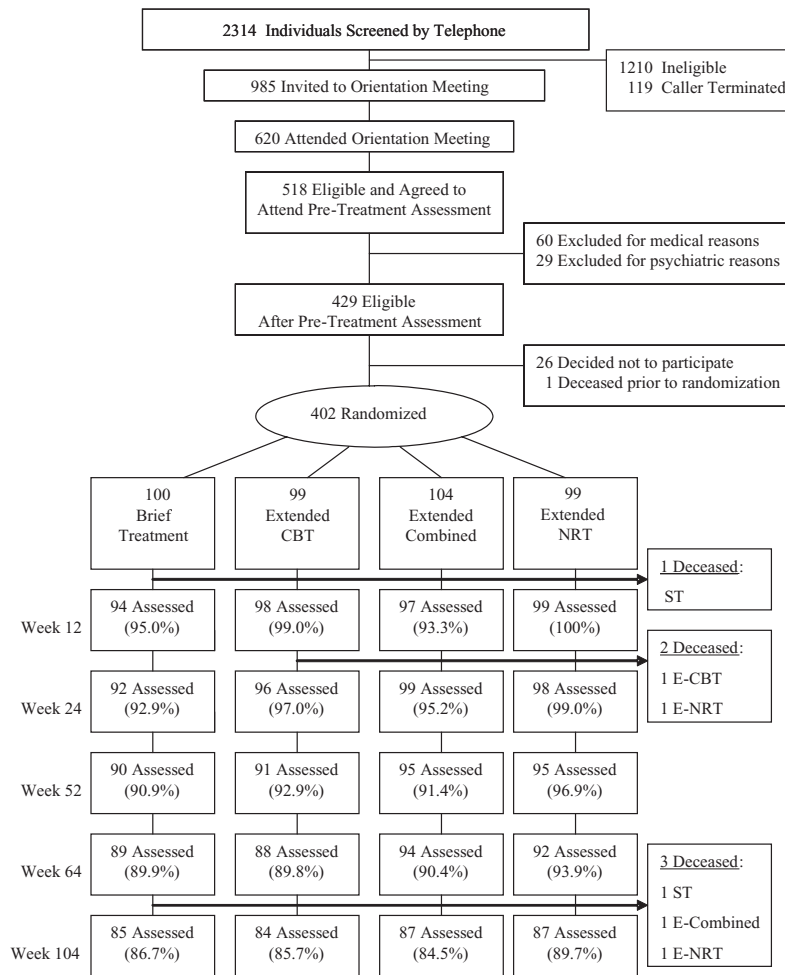 2314 Individuals Screened by Telephone
1210 Ineligible
119 Caller Terminated
985 Invited to Orientation Meeting
620 Attended Orientation Meeting
518 Eligible and Agreed to
Attend Pre-Treatment Assessment
60 Excluded for medical reasons
29 Excluded for psychiatric reasons
429 Eligible
After Pre-Treatment Assessment
26 Decided not to participate
1 Deceased prior to randomization
402 Randomized
100
Brief
Treatment
99
Extended
CBT
104
Extended
Combined
99
Extended
NRT
1 Deceased:
ST
Week 12
94 Assessed
(95.0%)
98 Assessed
(99.0%)
97 Assessed
(93.3%)
99 Assessed
(100%)
2 Deceased:
1 E-CBT
1 E-NRT
Week 24
92 Assessed
(92.9%)
96 Assessed
(97.0%)
99 Assessed
(95.2%)
98 Assessed
(99.0%)
Week 52
90 Assessed
(90.9%)
91 Assessed
(92.9%)
95 Assessed
(91.4%)
95 Assessed
(96.9%)
Week 64
89 Assessed
(89.9%)
88 Assessed
(89.8%)
94 Assessed
(90.4%)
92 Assessed
(93.9%)
3 Deceased:
1 ST
1 E-Combined
1 E-NRT
Week 104
85 Assessed
(86.7%)
84 Assessed
(85.7%)
87 Assessed
(84.5%)
87 Assessed
(89.7%)